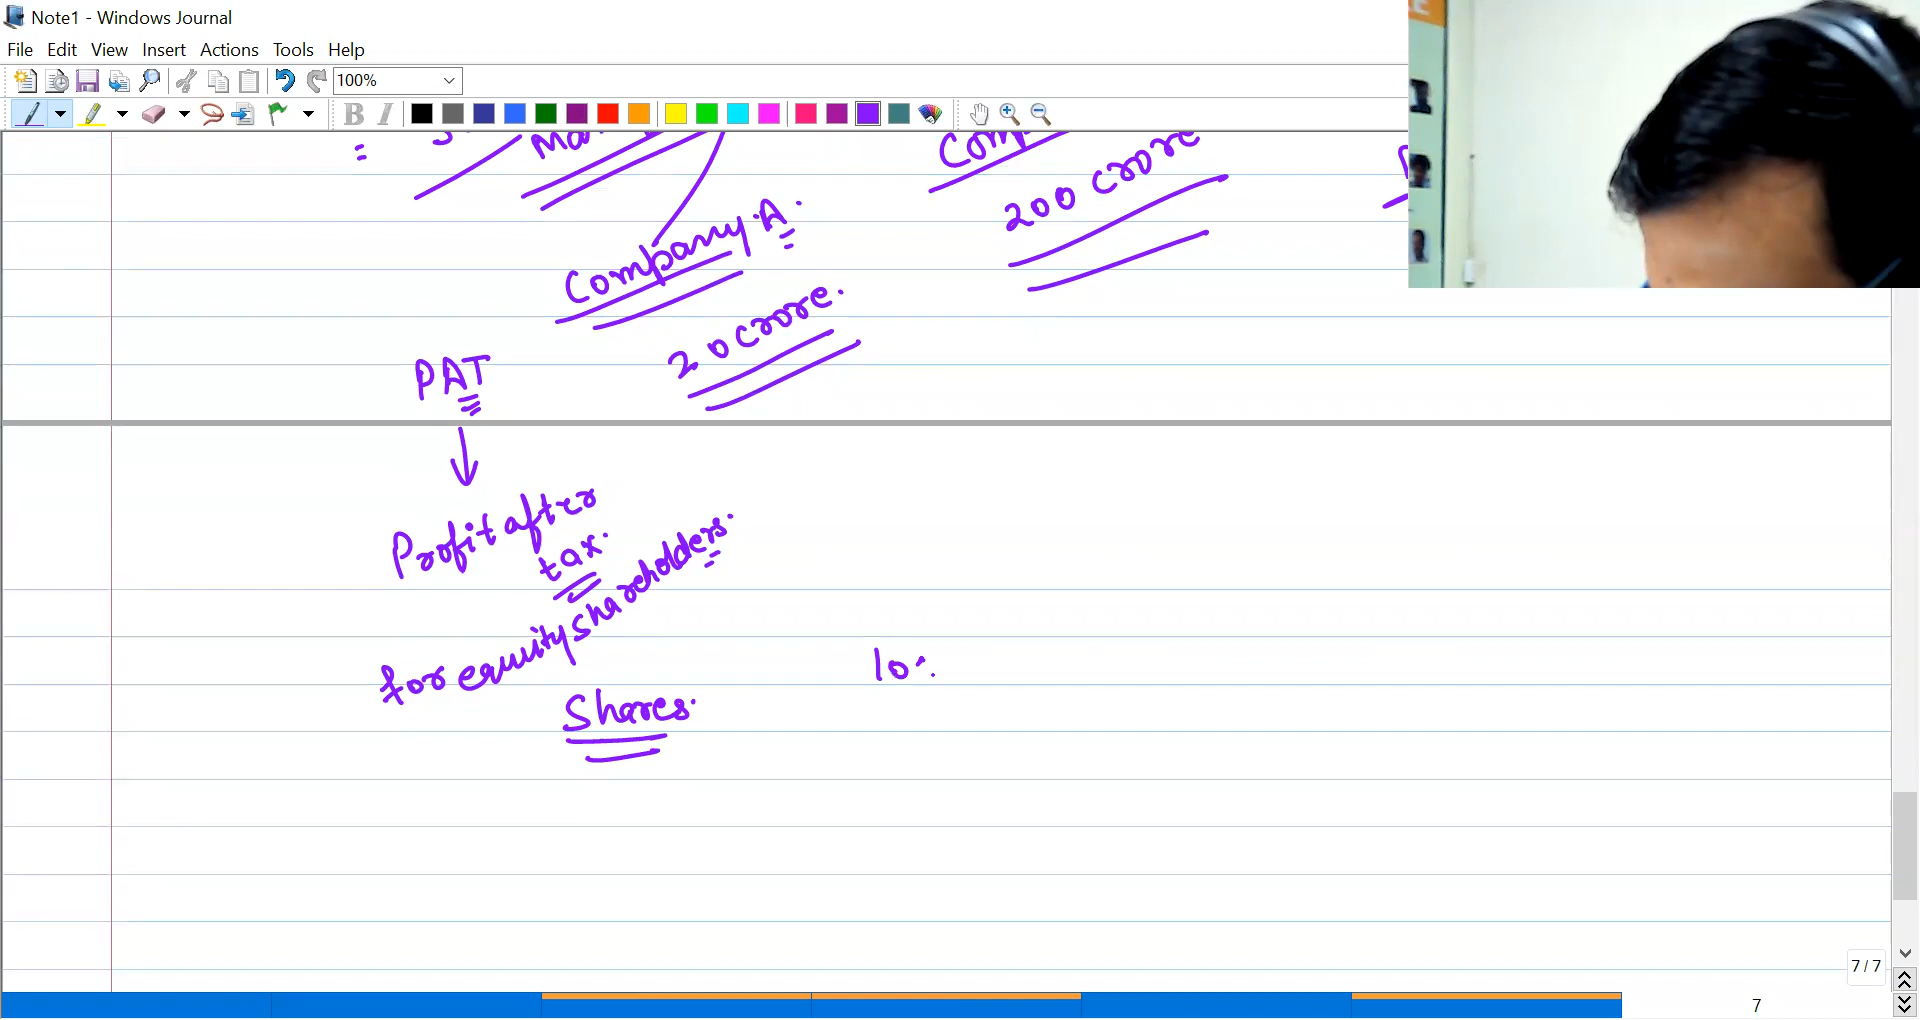 Note1 - Windows Journal
File Edit View Insert Actions Tools Help
100%
B I
200 crore
Company A.
20 crore.
PAT
Profit after
tax.
for equity shareholders.
Shares.
10%
7 / 7
7